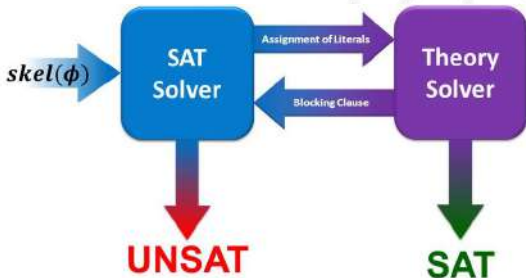 skel(ϕ)
SAT
Solver
Assignment of Literals
Blocking Clause
Theory
Solver
UNSAT
SAT